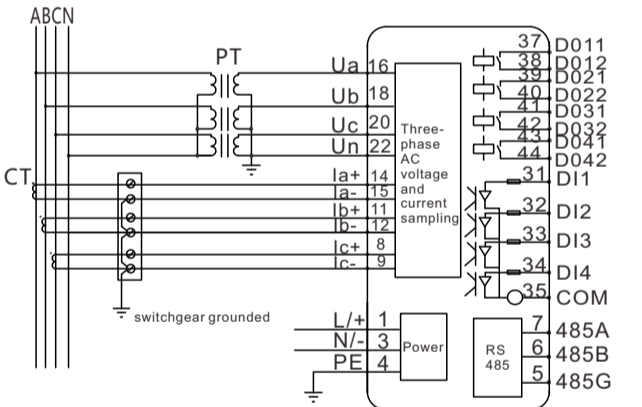 ABCN
PT
CT
Ua 16
Ub 18
Uc 20
Un 22
Ia+ 14
Ia- 15
Ib+ 11
Ib- 12
Ic+ 8
Ic- 9
Three-
phase
AC
voltage
and
current
sampling
37 D011
38 D012
39 D021
40 D022
41 D031
42 D032
43 D041
44 D042
31 DI1
32 DI2
33 DI3
34 DI4
35 COM
switchgear grounded
L/+ 1
N/- 3
PE 4
Power
RS
485
7 485A
6 485B
5 485G